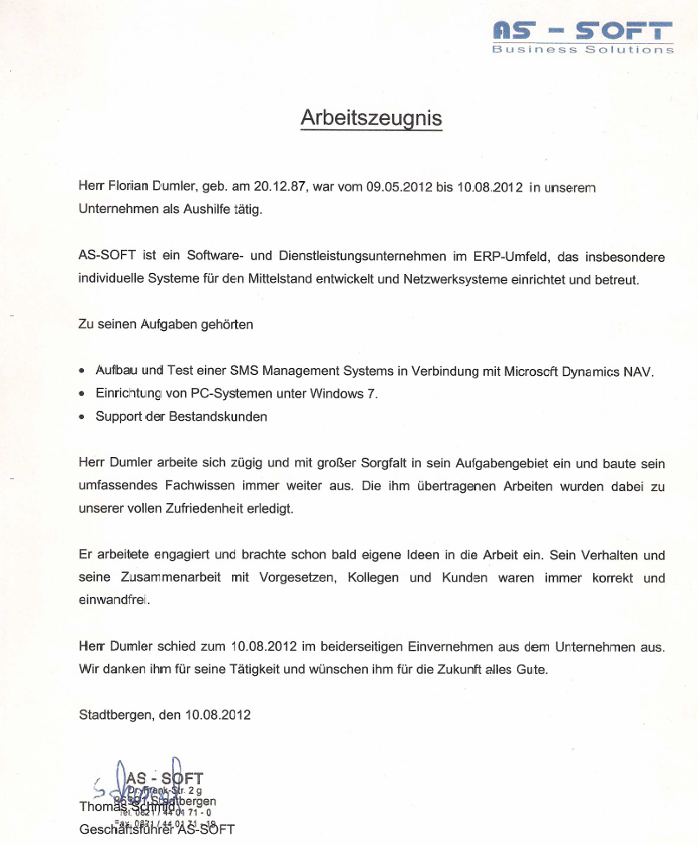 AS - SOFT
Business Solutions
Arbeitszeugnis
Herr Florian Dumler, geb. am 20.12.87, war vom 09.05.2012 bis 10.08.2012 in unserem
Unternehmen als Aushilfe tätig.
AS-SOFT ist ein Software- und Dienstleistungsunternehmen im ERP-Umfeld, das insbesondere
individuelle Systeme für den Mittelstand entwickelt und Netzwerksysteme einrichtet und betreut.
Zu seinen Aufgaben gehörten
• Aufbau und Test einer SMS Management Systems in Verbindung mit Microsoft Dynamics NAV.
• Einrichtung von PC-Systemen unter Windows 7.
• Support der Bestandskunden
Herr Dumler arbeite sich zügig und mit großer Sorgfalt in sein Aufgabengebiet ein und baute sein
umfassendes Fachwissen immer weiter aus. Die ihm übertragenen Arbeiten wurden dabei zu
unserer vollen Zufriedenheit erledigt.
Er arbeitete engagiert und brachte schon bald eigene Ideen in die Arbeit ein. Sein Verhalten und
seine Zusammenarbeit mit Vorgesetzen, Kollegen und Kunden waren immer korrekt und
einwandfrei.
Herr Dumler schied zum 10.08.2012 im beiderseitigen Einvernehmen aus dem Unternehmen aus.
Wir danken ihm für seine Tätigkeit und wünschen ihm für die Zukunft alles Gute.
Stadtbergen, den 10.08.2012
AS - SOFT
Dr.-Frank-Str. 2 g
86391 Stadtbergen
Thomas Schmid
Tel. 0821 / 44 01 71 - 0
Geschäftsführer AS-SOFT